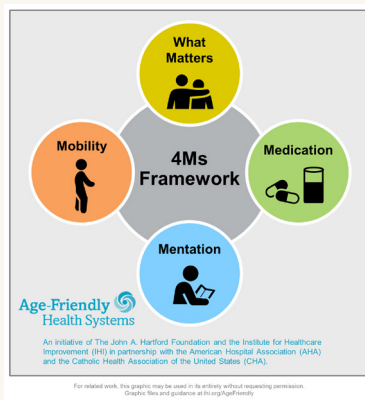 What
Matters
Mobility
4Ms
Framework
Medication
Mentation
Age-Friendly
Health Systems
An initiative of The John A. Hartford Foundation and the Institute for Healthcare
Improvement (IHI) in partnership with the American Hospital Association (AHA)
and the Catholic Health Association of the United States (CHA).
For related work, this graphic may be used in its entirety without requesting permission.
Graphic files and guidance at ihi.org/AgeFriendly